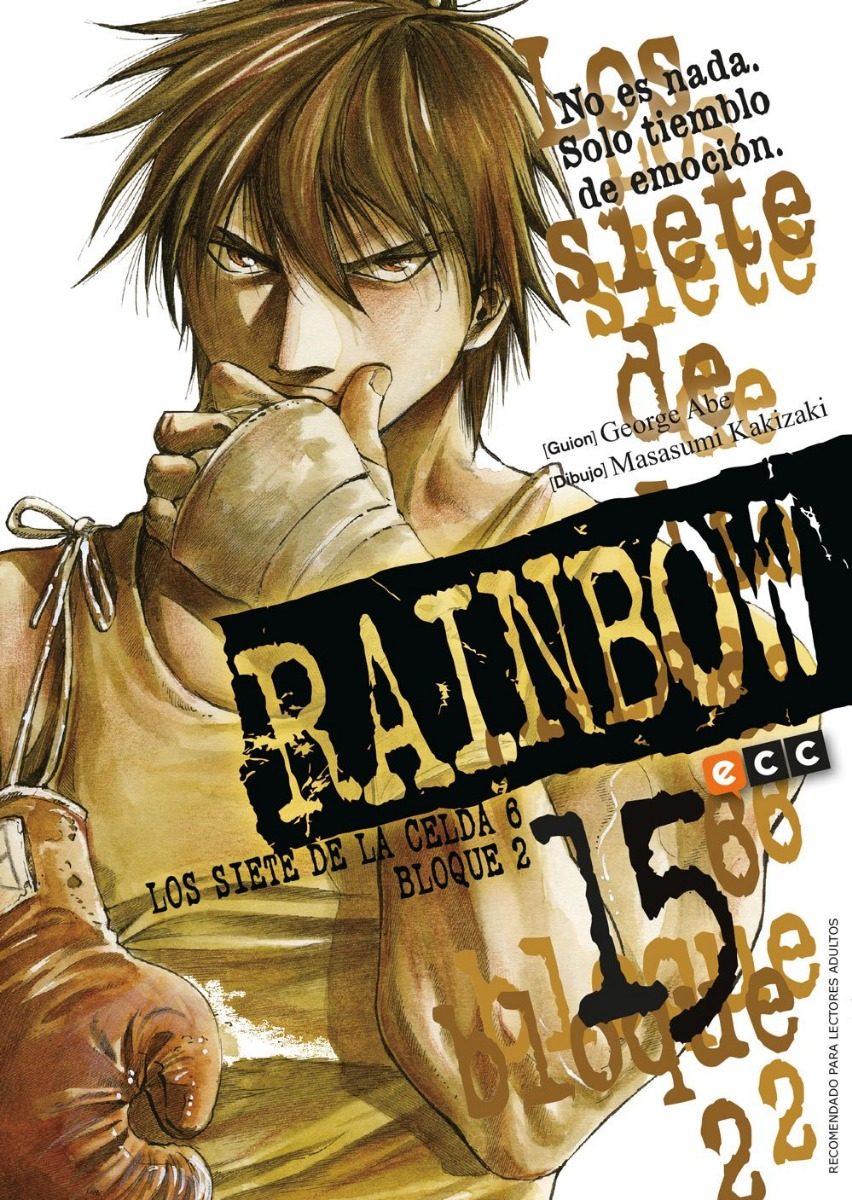 No es nada.
Solo tiemblo
de emoción.
Los
siete
de
[Guion] George Abe
[Dibujo] Masasumi Kakizaki
RAINBOW
ecc
LOS SIETE DE LA CELDA 6
BLOQUE 2
15
bloque
2
RECOMENDADO PARA LECTORES ADULTOS